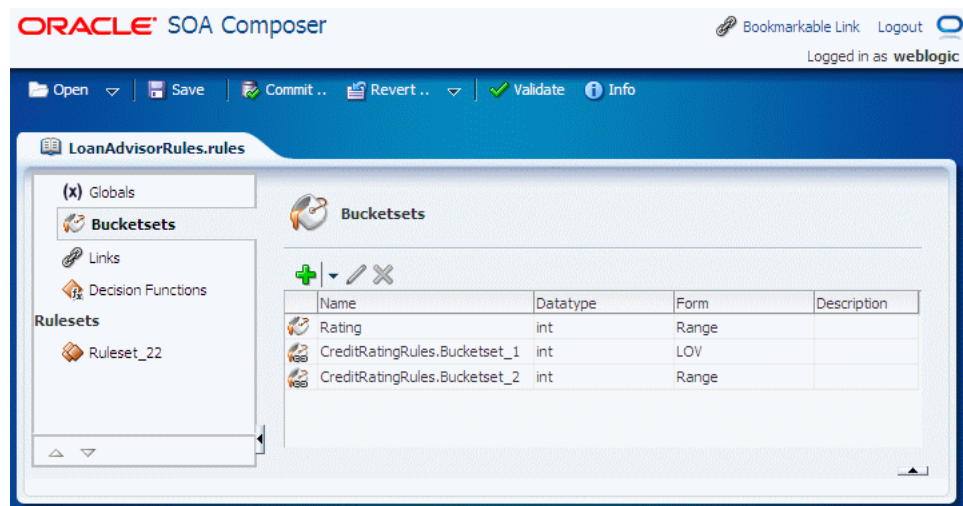 ORACLE SOA Composer
Bookmarkable Link Logout
Logged in as weblogic
Open Save Commit .. Revert .. Validate Info
LoanAdvisorRules.rules
(x) Globals
Bucketsets
Links
Decision Functions
Rulesets
Ruleset_22
Bucketsets
Name Datatype Form Description
Rating int Range
CreditRatingRules.Bucketset_1 int LOV
CreditRatingRules.Bucketset_2 int Range